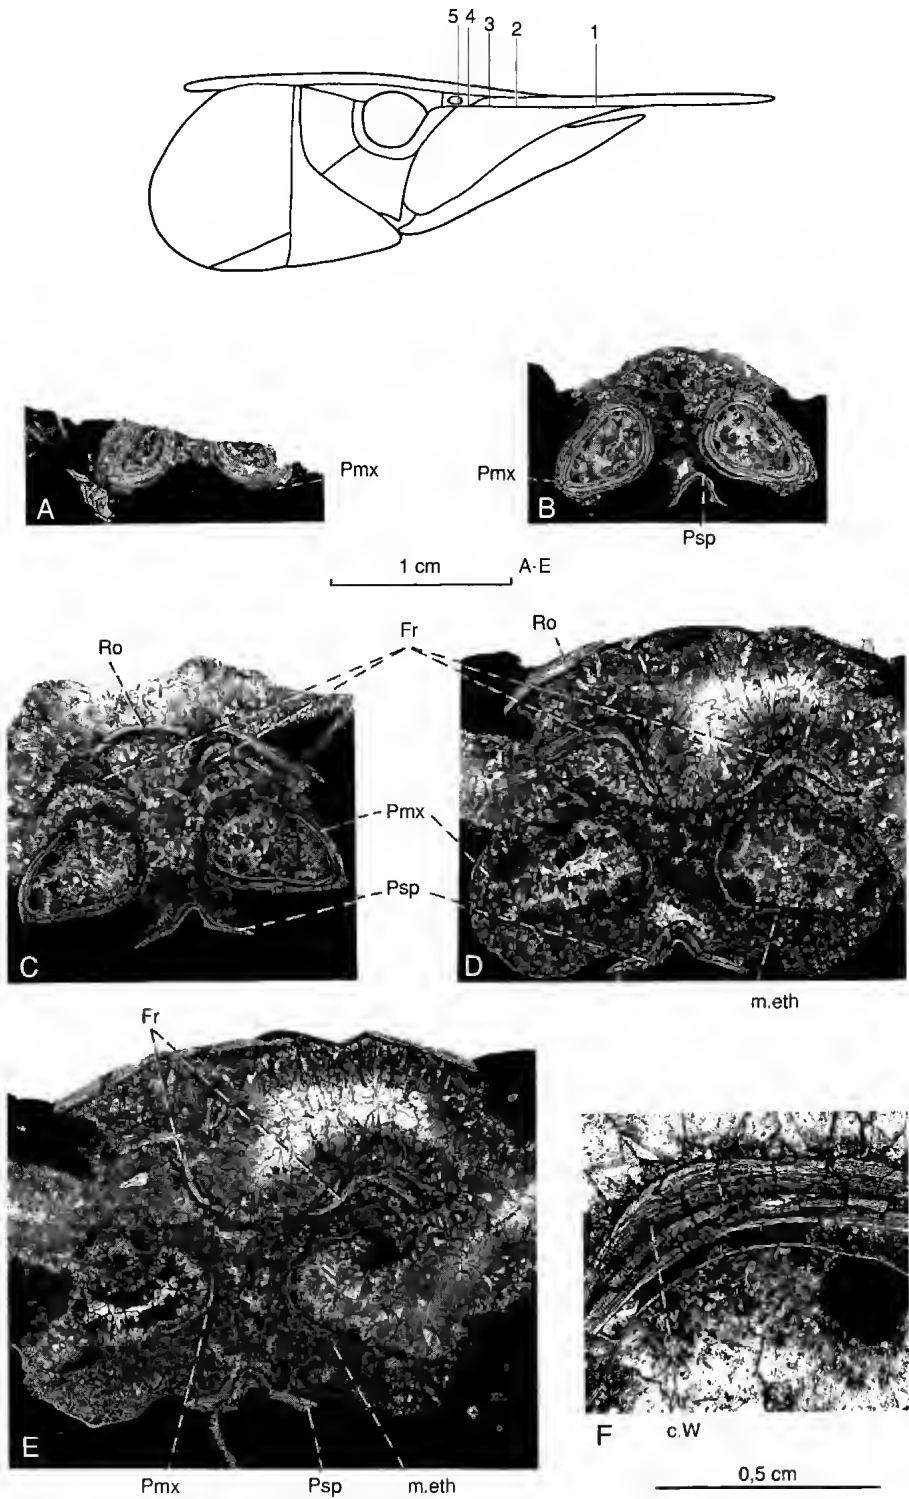 5 4 3 2 1
A
Pmx
Pmx
B
Psp
1 cm A-E
Ro
Fr
Ro
Pmx
Psp
C
D
m.eth
Fr
E
Pmx Psp m.eth
F c.W
0,5 cm